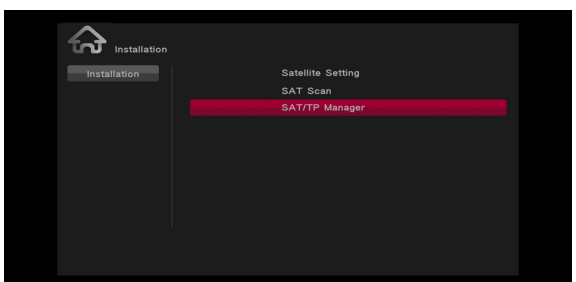 Installation
Installation
Satellite Setting
SAT Scan
SAT/TP Manager